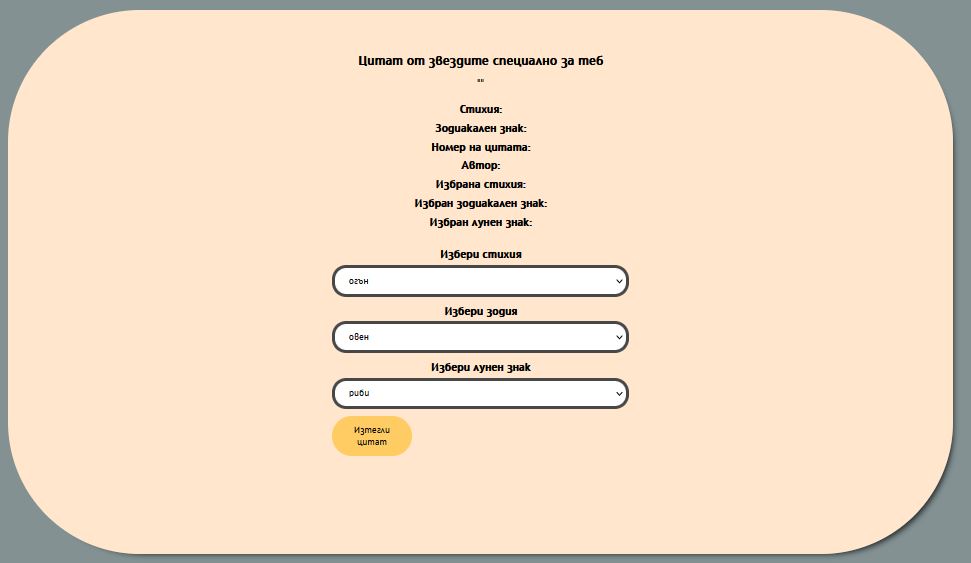 Цитат от звездите специално за теб
""
Стихия:
Зодиакален знак:
Номер на цитата:
Автор:
Избрана стихия:
Избран зодиакален знак:
Избран лунен знак:
Избери стихия
огън
Избери зодия
овен
Избери лунен знак
риби
Изтегли
цитат